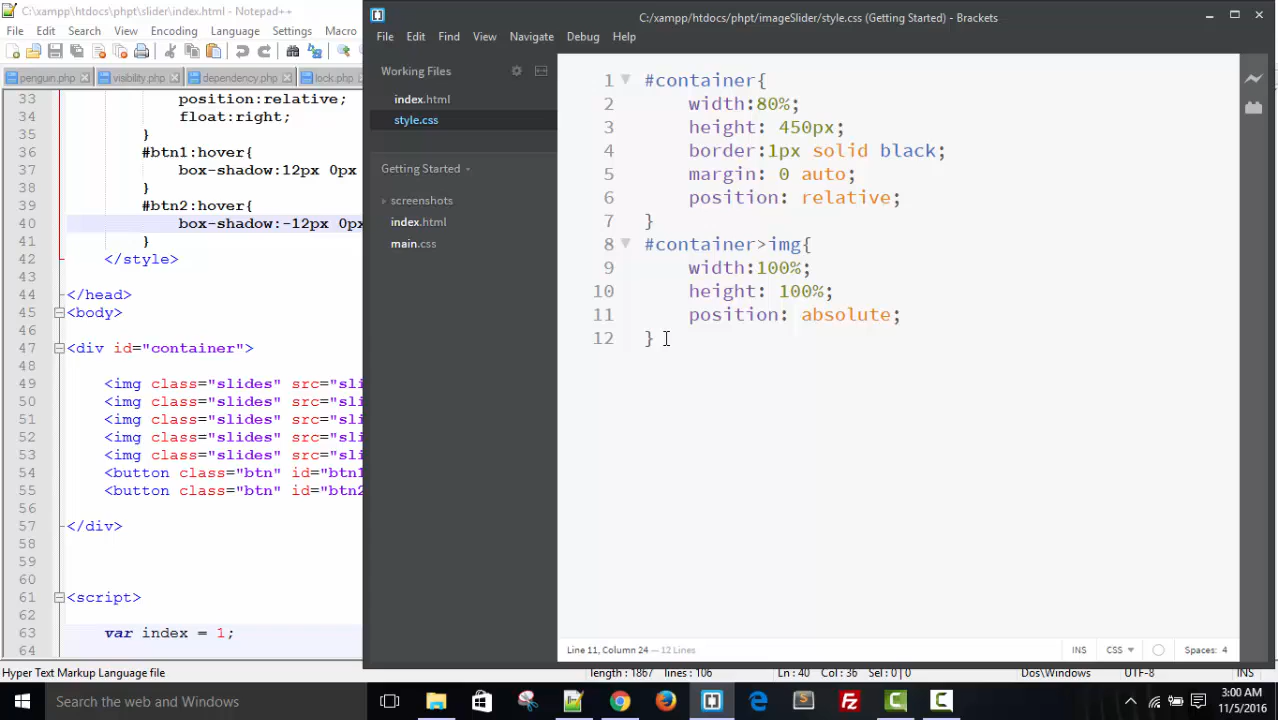 C:\xampp\htdocs\phpt\slider\index.html - Notepad++
File Edit Search View Encoding Language Settings Macro
penguin.php visibility.php dependency.php lock.php
33 position:relative;
34 float:right;
35 }
36 #btn1:hover{
37 box-shadow:12px 0px
38 }
39 #btn2:hover{
40 box-shadow:-12px 0px
41 }
42 </style>
43
44 </head>
45 <body>
46
47 <div id="container">
48
49 <img class="slides" src="sli
50 <img class="slides" src="sli
51 <img class="slides" src="sli
52 <img class="slides" src="sli
53 <img class="slides" src="sli
54 <button class="btn" id="btn1
55 <button class="btn" id="btn2
56
57 </div>
58
59
60
61 <script>
62
63 var index = 1;
64
C:/xampp/htdocs/phpt/imageSlider/style.css (Getting Started) - Brackets
File Edit Find View Navigate Debug Help
Working Files
index.html
style.css
Getting Started
screenshots
index.html
main.css
1 #container{
2 width:80%;
3 height: 450px;
4 border:1px solid black;
5 margin: 0 auto;
6 position: relative;
7 }
8 #container>img{
9 width:100%;
10 height: 100%;
11 position: absolute;
12 }
Line 11, Column 24 — 12 Lines
INS CSS Spaces: 4
Hyper Text Markup Language file length : 1867 lines : 106 Ln : 40 Col : 35 Sel : 0 | 0 Dos\Windows UTF-8 INS
Search the web and Windows
3:00 AM
11/5/2016